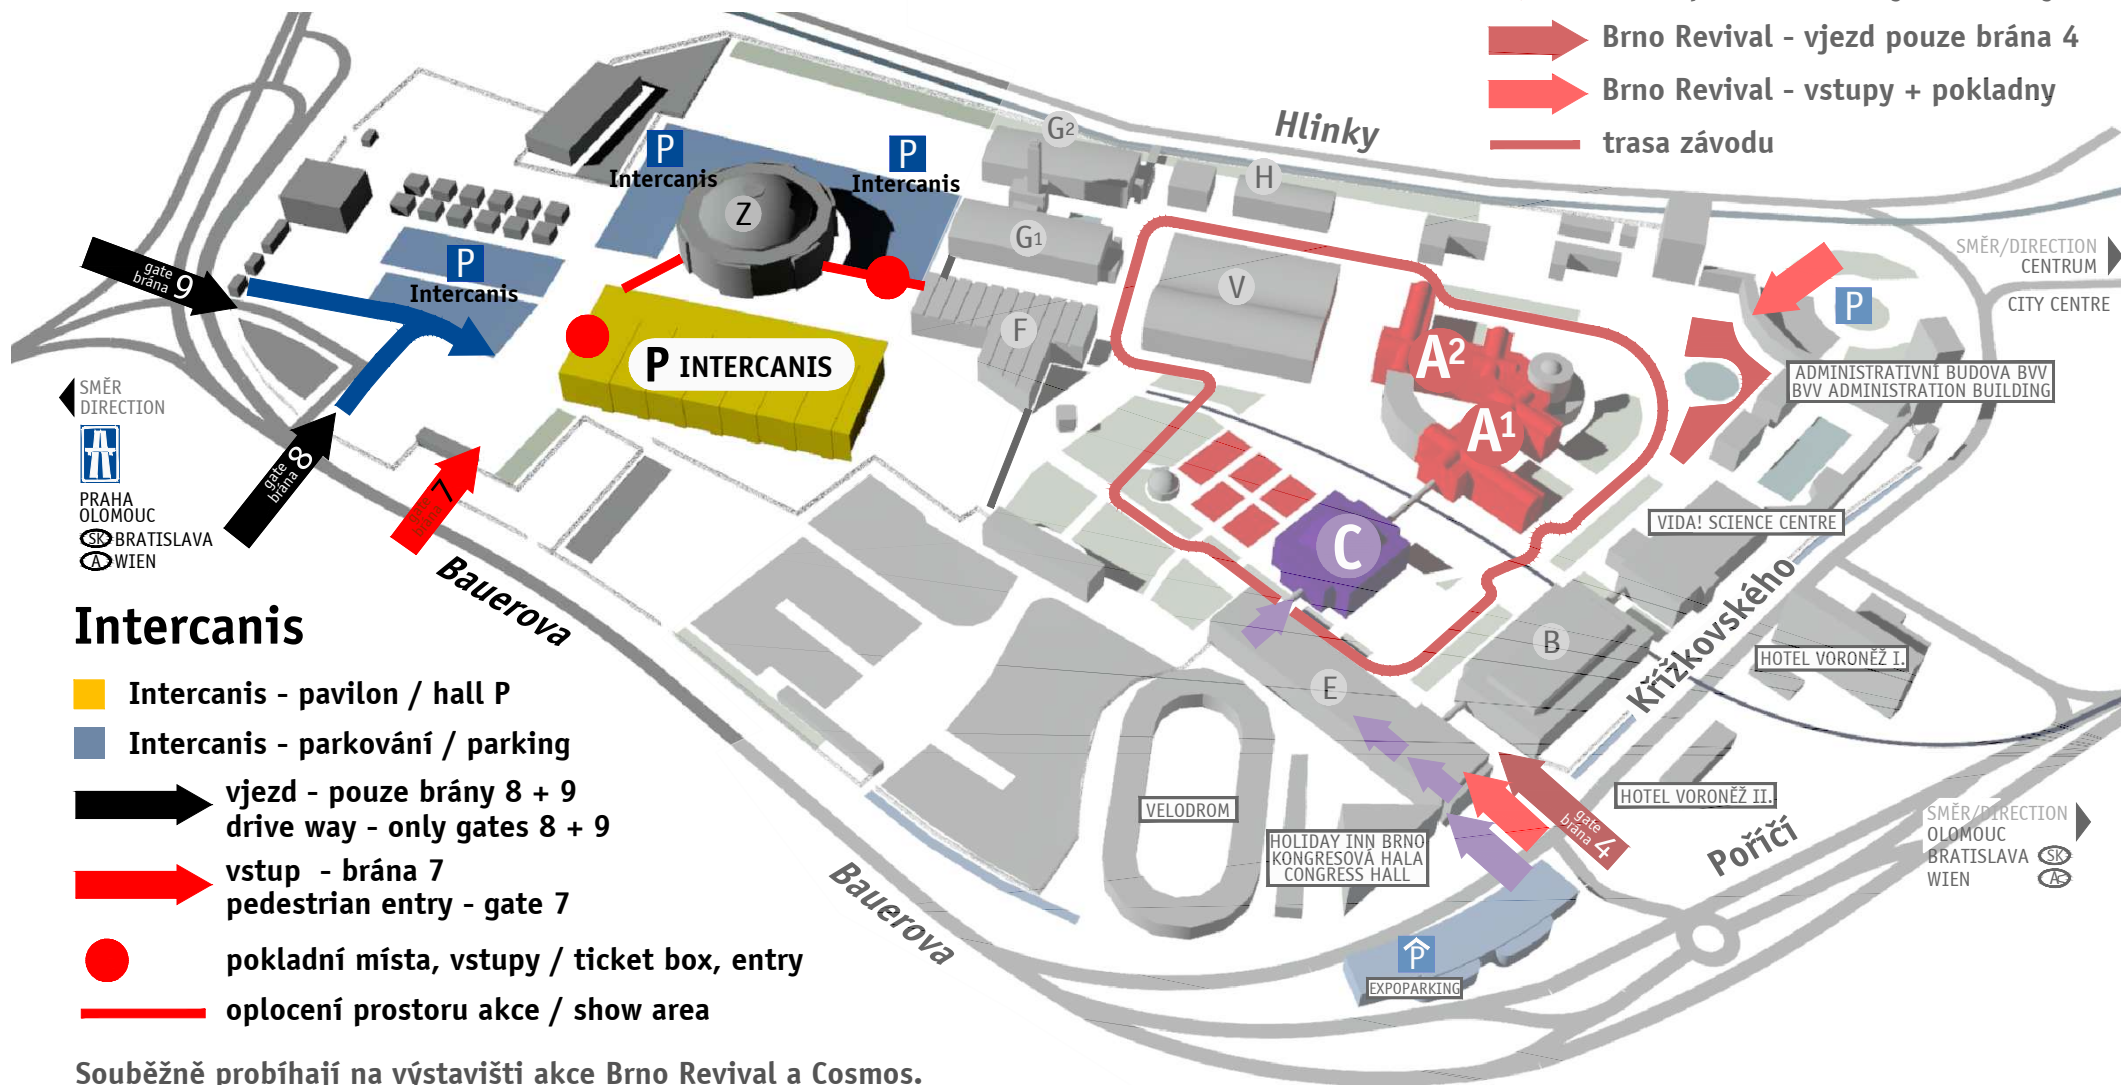 Brno Revival - vjezd pouze brána 4
Brno Revival - vstupy + pokladny
trasa závodu
Hlinky
G2
H
P
Intercanis
P
Intercanis
Z
G1
V
F
gate
brána 9
P
Intercanis
P INTERCANIS
A2
A1
C
B
E
SMĚR/DIRECTION
CENTRUM
CITY CENTRE
P
ADMINISTRATIVNÍ BUDOVA BVV
BVV ADMINISTRATION BUILDING
SMĚR
DIRECTION
PRAHA
OLOMOUC
SK BRATISLAVA
A WIEN
gate
brána 8
gate
brána 7
Bauerova
VIDA! SCIENCE CENTRE
Křížkovského
HOTEL VORONĚŽ I.
HOTEL VORONĚŽ II.
gate
brána 4
Poříčí
SMĚR/DIRECTION
OLOMOUC
BRATISLAVA SK
WIEN A
VELODROM
HOLIDAY INN BRNO
KONGRESOVÁ HALA
CONGRESS HALL
Bauerova
P
EXPOPARKING
Intercanis
Intercanis - pavilon / hall P
Intercanis - parkování / parking
vjezd - pouze brány 8 + 9
drive way - only gates 8 + 9
vstup - brána 7
pedestrian entry - gate 7
pokladní místa, vstupy / ticket box, entry
oplocení prostoru akce / show area
Souběžně probíhají na výstavišti akce Brno Revival a Cosmos.